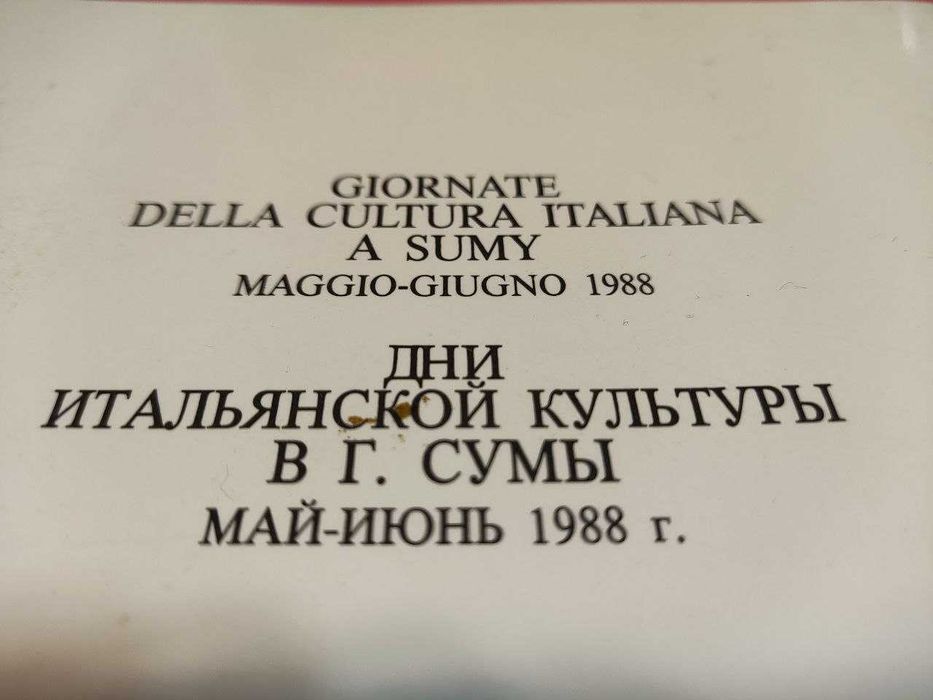 GIORNATE
DELLA CULTURA ITALIANA
A SUMY
MAGGIO-GIUGNO 1988
ДНИ
ИТАЛЬЯНСКОЙ КУЛЬТУРЫ
В Г. СУМЫ
МАЙ-ИЮНЬ 1988 г.